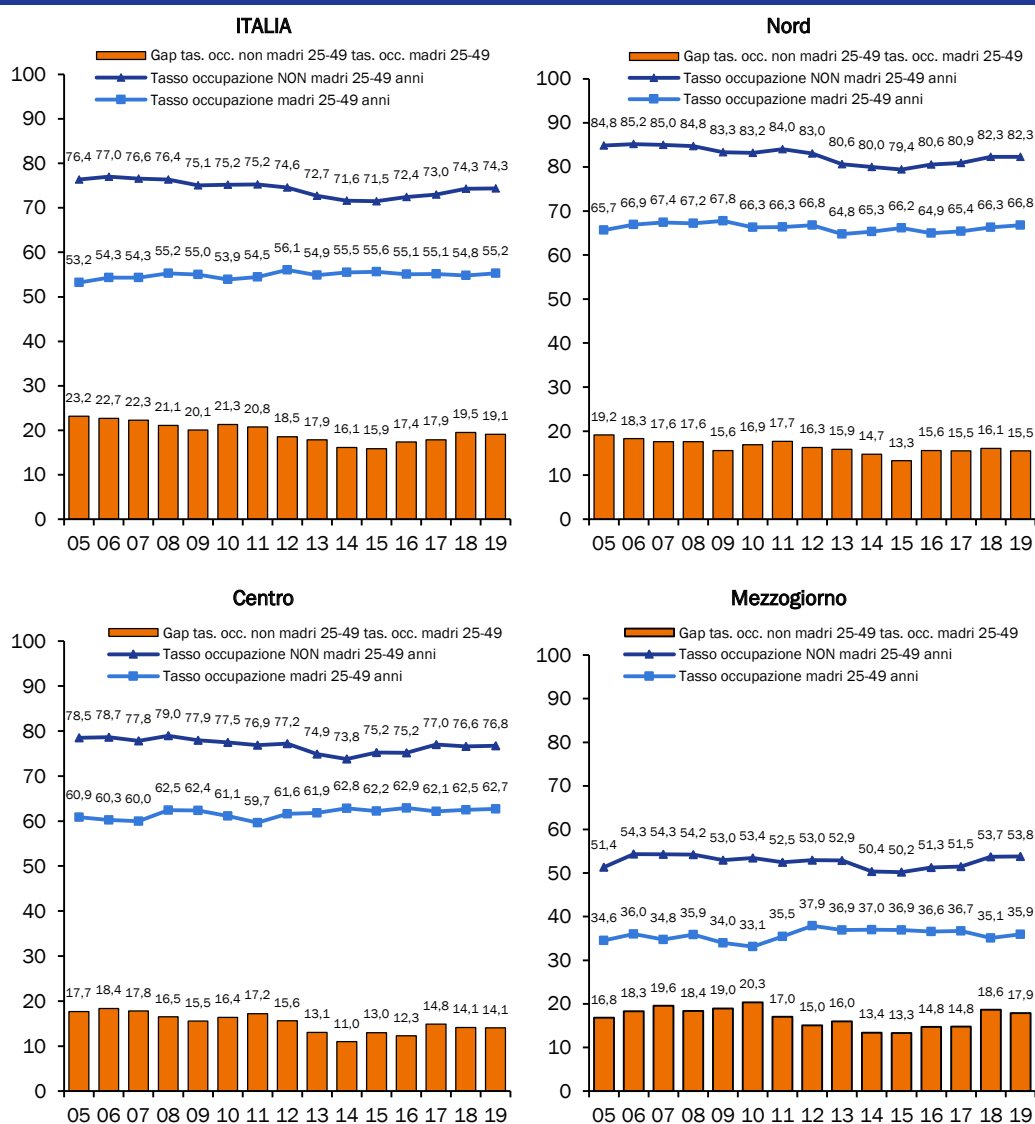 ITALIA
Gap tas. occ. non madri 25-49 tas. occ. madri 25-49
Tasso occupazione NON madri 25-49 anni
Tasso occupazione madri 25-49 anni
100
90
80
70
60
50
40
30
20
10
0
76,4 77,0 76,6 76,4 75,1 75,2 75,2 74,6 72,7 71,6 71,5 72,4 73,0 74,3 74,3
53,2 54,3 54,3 55,2 55,0 53,9 54,5 56,1 54,9 55,5 55,6 55,1 55,1 54,8 55,2
23,2 22,7 22,3 21,1 20,1 21,3 20,8 18,5 17,9 16,1 15,9 17,4 17,9 19,5 19,1
05 06 07 08 09 10 11 12 13 14 15 16 17 18 19
Nord
Gap tas. occ. non madri 25-49 tas. occ. madri 25-49
Tasso occupazione NON madri 25-49 anni
Tasso occupazione madri 25-49 anni
100
90
80
70
60
50
40
30
20
10
0
84,8 85,2 85,0 84,8 83,3 83,2 84,0 83,0 80,6 80,0 79,4 80,6 80,9 82,3 82,3
65,7 66,9 67,4 67,2 67,8 66,3 66,3 66,8 64,8 65,3 66,2 64,9 65,4 66,3 66,8
19,2 18,3 17,6 17,6 15,6 16,9 17,7 16,3 15,9 14,7 13,3 15,6 15,5 16,1 15,5
05 06 07 08 09 10 11 12 13 14 15 16 17 18 19
Centro
Gap tas. occ. non madri 25-49 tas. occ. madri 25-49
Tasso occupazione NON madri 25-49 anni
Tasso occupazione madri 25-49 anni
100
90
80
70
60
50
40
30
20
10
0
78,5 78,7 77,8 79,0 77,9 77,5 76,9 77,2 74,9 73,8 75,2 75,2 77,0 76,6 76,8
60,9 60,3 60,0 62,5 62,4 61,1 59,7 61,6 61,9 62,8 62,2 62,9 62,1 62,5 62,7
17,7 18,4 17,8 16,5 15,5 16,4 17,2 15,6 13,1 11,0 13,0 12,3 14,8 14,1 14,1
05 06 07 08 09 10 11 12 13 14 15 16 17 18 19
Mezzogiorno
Gap tas. occ. non madri 25-49 tas. occ. madri 25-49
Tasso occupazione NON madri 25-49 anni
Tasso occupazione madri 25-49 anni
100
90
80
70
60
50
40
30
20
10
0
51,4 54,3 54,3 54,2 53,0 53,4 52,5 53,0 52,9 50,4 50,2 51,3 51,5 53,7 53,8
34,6 36,0 34,8 35,9 34,0 33,1 35,5 37,9 36,9 37,0 36,9 36,6 36,7 35,1 35,9
16,8 18,3 19,6 18,4 19,0 20,3 17,0 15,0 16,0 13,4 13,3 14,8 14,8 18,6 17,9
05 06 07 08 09 10 11 12 13 14 15 16 17 18 19